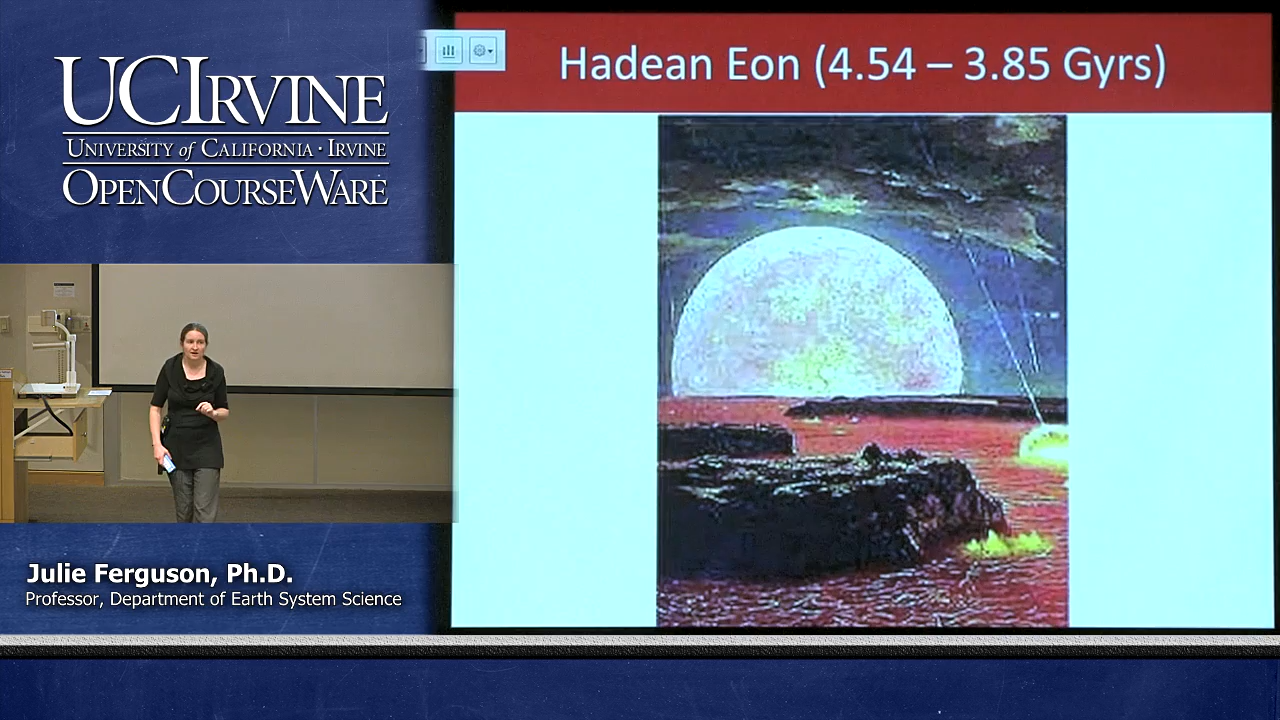 UCIRVINE
UNIVERSITY of CALIFORNIA · IRVINE
OPENCOURSEWARE
Hadean Eon (4.54 – 3.85 Gyrs)
Julie Ferguson, Ph.D.
Professor, Department of Earth System Science